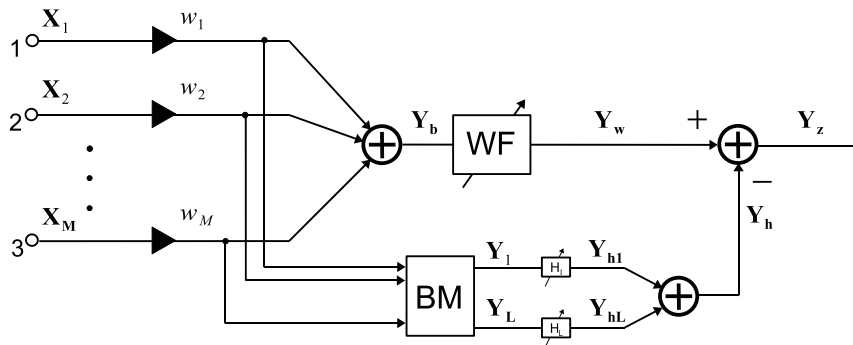 X1 w1
1
X2 w2
2
Yb WF Yw + Yz
XM wM
3
−
Yh
Y1 H1 Yh1
BM
YL HL YhL